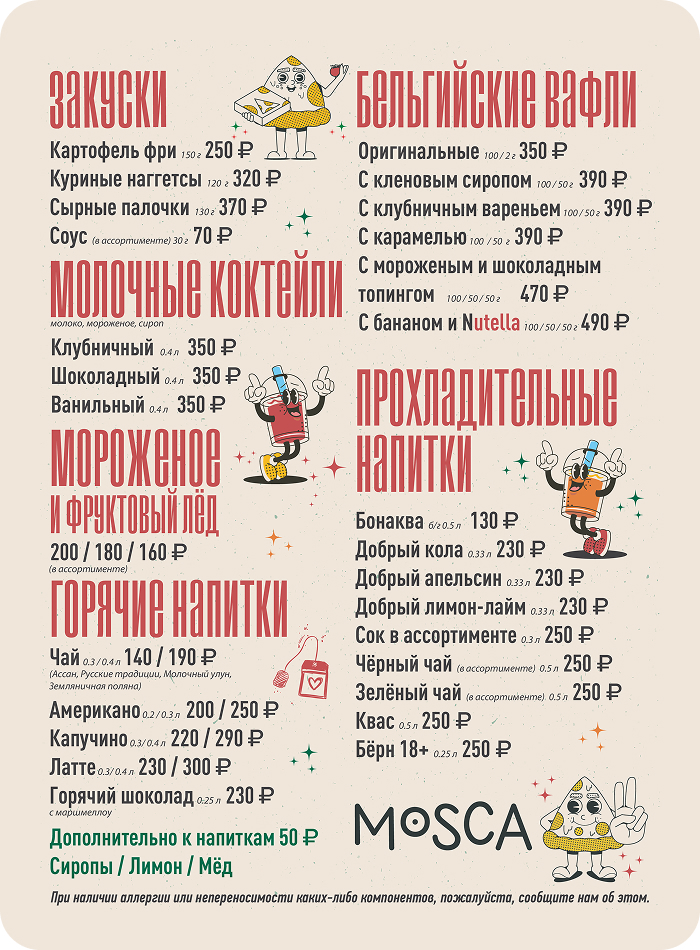 Закуски
Картофель фри 150 г 250 ₽
Куриные наггетсы 120 г 320 ₽
Сырные палочки 130 г 370 ₽
Соус (в ассортименте) 30 г 70 ₽
Молочные коктейли
молоко, мороженое, сироп
Клубничный 0.4 л 350 ₽
Шоколадный 0.4 л 350 ₽
Ванильный 0.4 л 350 ₽
Мороженое
и фруктовый лёд
200 / 180 / 160 ₽
(в ассортименте)
Горячие напитки
Чай 0.3 / 0.4 л 140 / 190 ₽
(Ассан, Русские традиции, Молочный улун,
Земляничная поляна)
Американо 0.2 / 0.3 л 200 / 250 ₽
Капучино 0.3/ 0.4 л 220 / 290 ₽
Латте 0.3/ 0.4 л 230 / 300 ₽
Горячий шоколад 0.25 л 230 ₽
с маршмеллоу
Дополнительно к напиткам 50 ₽
Сиропы / Лимон / Мёд
Бельгийские вафли
Оригинальные 100 / 2 г 350 ₽
С кленовым сиропом 100 / 50 г 390 ₽
С клубничным вареньем 100 / 50 г 390 ₽
С карамелью 100 / 50 г 390 ₽
С мороженым и шоколадным
топингом 100 / 50 / 50 г 470 ₽
С бананом и Nutella 100 / 50 / 50 г 490 ₽
Прохладительные
напитки
Бонаква б/г 0.5 л 130 ₽
Добрый кола 0.33 л 230 ₽
Добрый апельсин 0.33 л 230 ₽
Добрый лимон-лайм 0.33 л 230 ₽
Сок в ассортименте 0.3 л 250 ₽
Чёрный чай (в ассортименте) 0.5 л 250 ₽
Зелёный чай (в ассортименте) 0.5 л 250 ₽
Квас 0.5 л 250 ₽
Бёрн 18+ 0.25 л 250 ₽
MOSCA
При наличии аллергии или непереносимости каких-либо компонентов, пожалуйста, сообщите нам об этом.